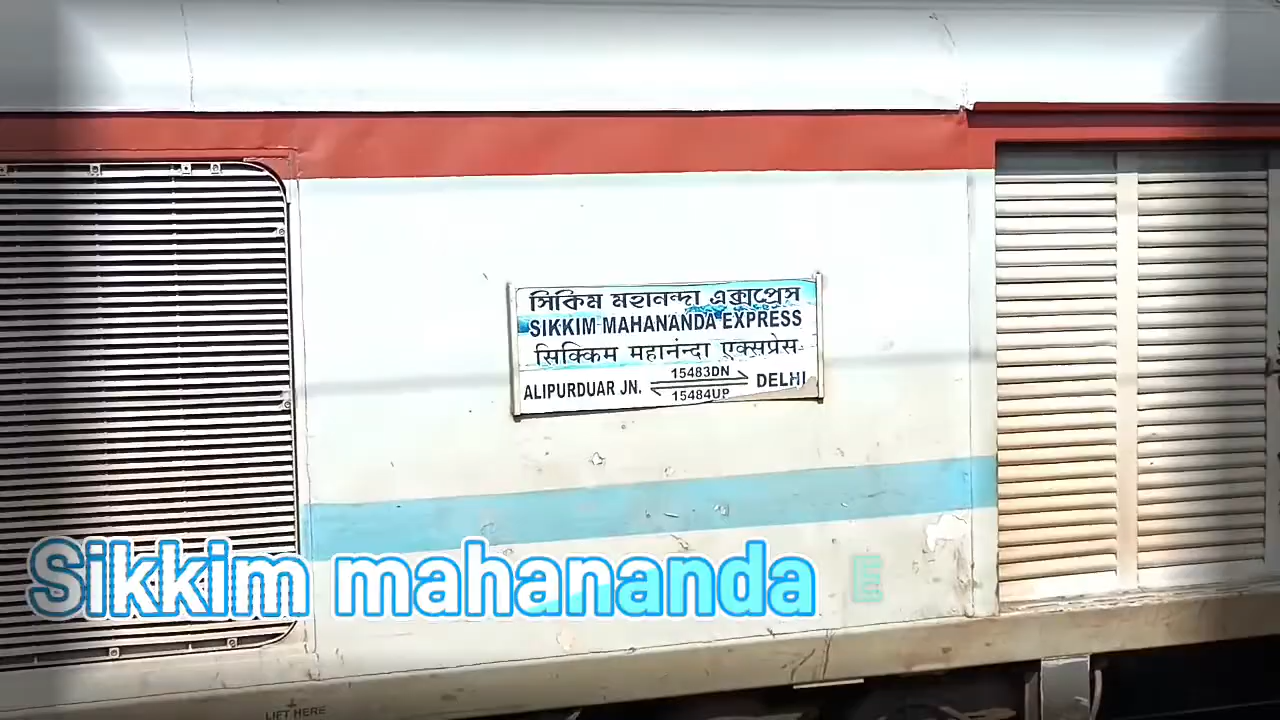 সিকিম মহানন্দা এক্সপ্রেস
SIKKIM MAHANANDA EXPRESS
सिक्किम महानंन्दा एक्सप्रेस
15483DN
ALIPURDUAR JN. DELHI
15484UP
Sikkim mahananda E
LIFT HERE